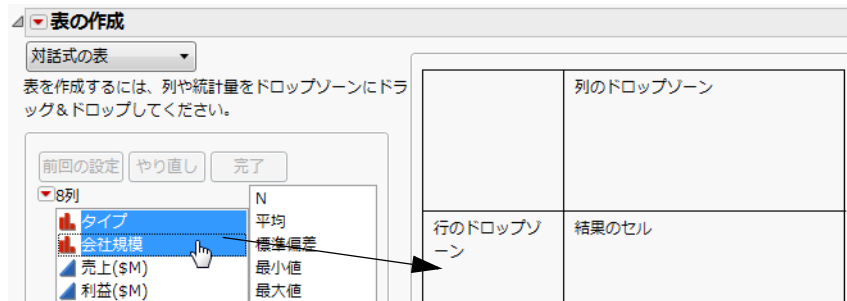 表の作成
対話式の表
表を作成するには、列や統計量をドロップゾーンにドラ
ッグ&ドロップしてください。
前回の設定 やり直し 完了
8列
タイプ
会社規模
売上($M)
利益($M)
N
平均
標準偏差
最小値
最大値
列のドロップゾーン
行のドロップゾ
ーン
結果のセル